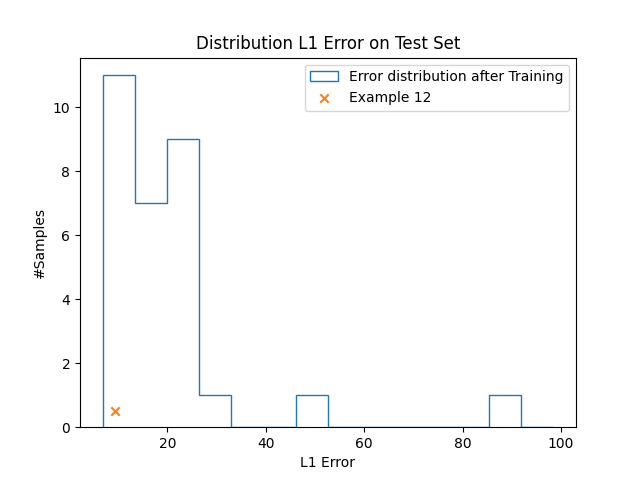 Distribution L1 Error on Test Set
Error distribution after Training
Example 12
#Samples
10
8
6
4
2
0
20 40 60 80 100
L1 Error